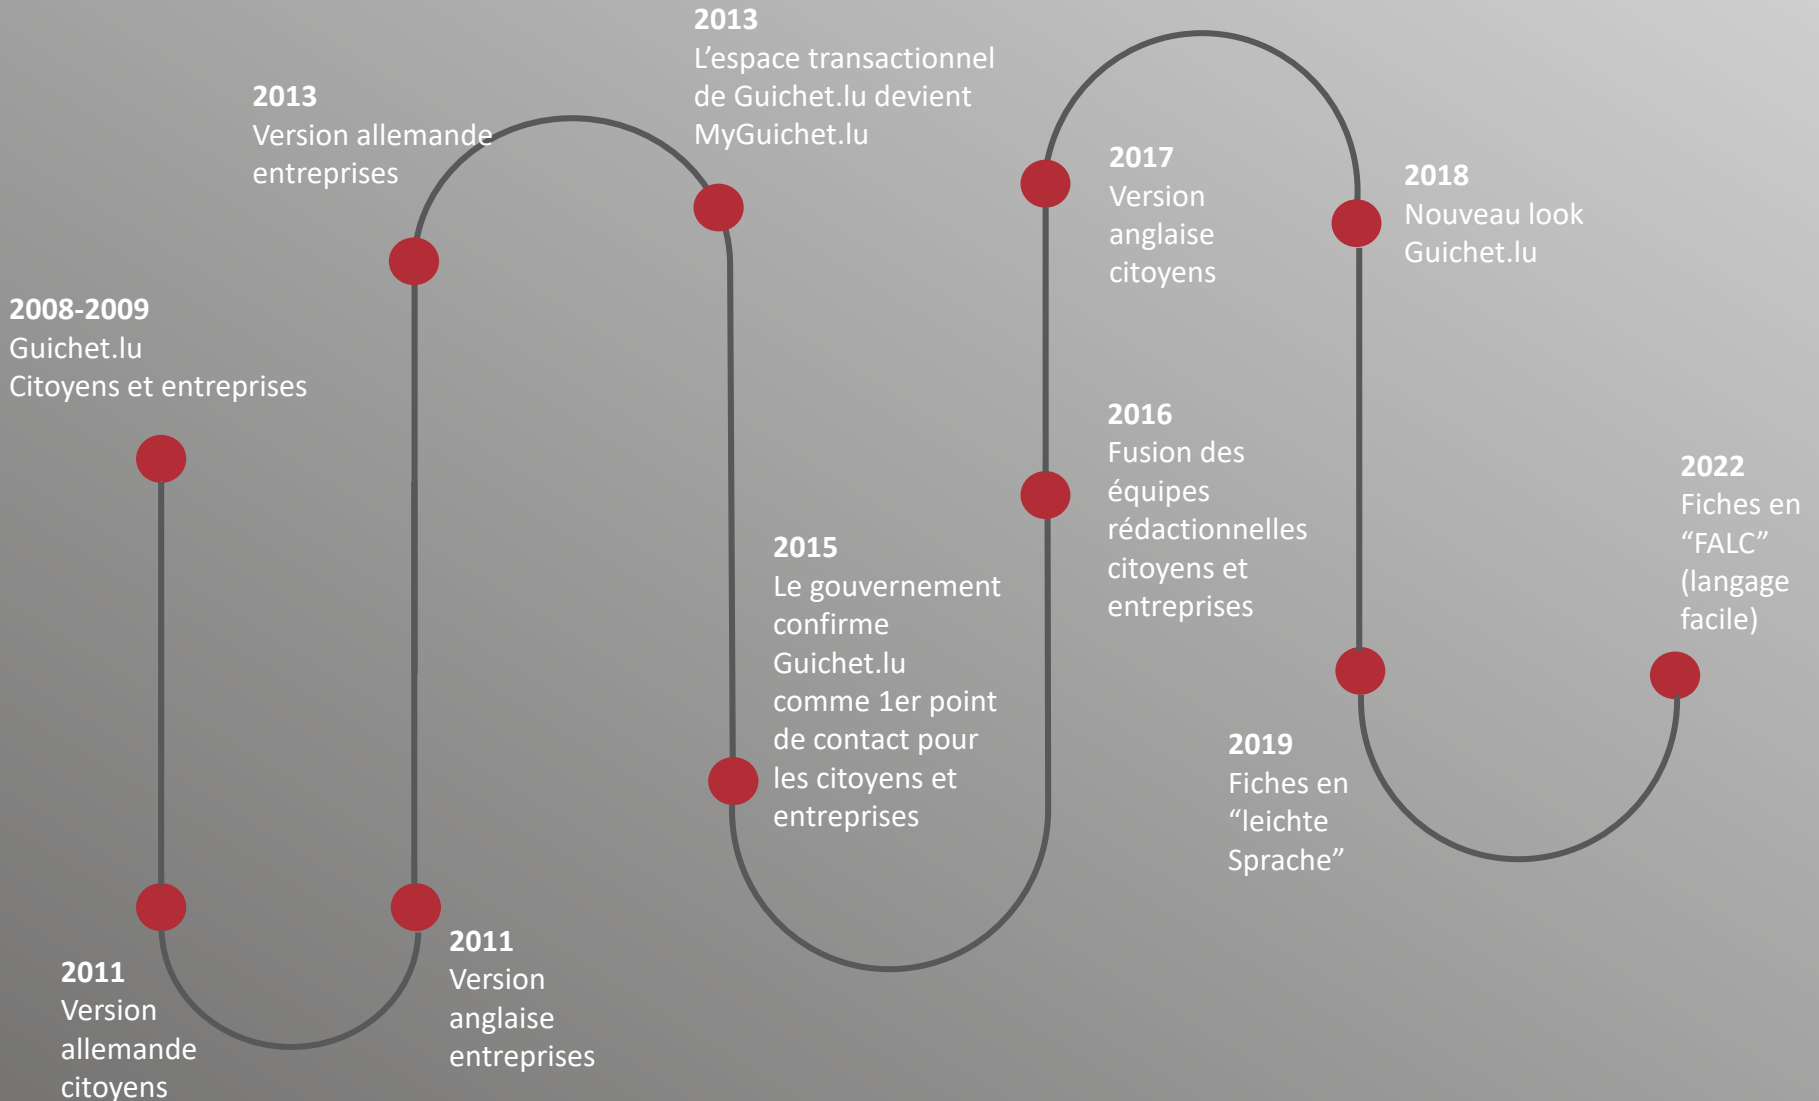 2008-2009
Guichet.lu
Citoyens et entreprises
2011
Version
allemande
citoyens
2011
Version
anglaise
entreprises
2013
Version allemande
entreprises
2013
L’espace transactionnel
de Guichet.lu devient
MyGuichet.lu
2015
Le gouvernement
confirme
Guichet.lu
comme 1er point
de contact pour
les citoyens et
entreprises
2016
Fusion des
équipes
rédactionnelles
citoyens et
entreprises
2017
Version
anglaise
citoyens
2018
Nouveau look
Guichet.lu
2019
Fiches en
“leichte
Sprache”
2022
Fiches en
“FALC”
(langage
facile)